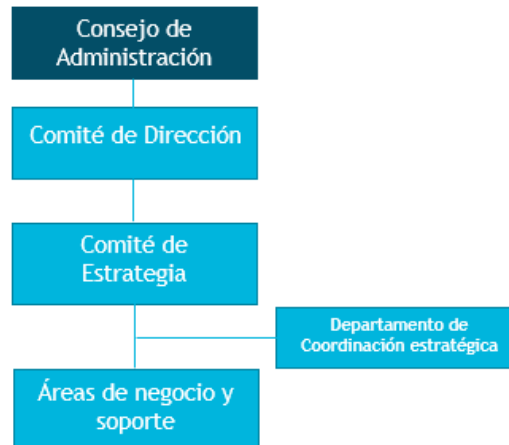 Consejo de
Administración
Comité de Dirección
Comité de
Estrategia
Departamento de
Coordinación estratégica
Áreas de negocio y
soporte